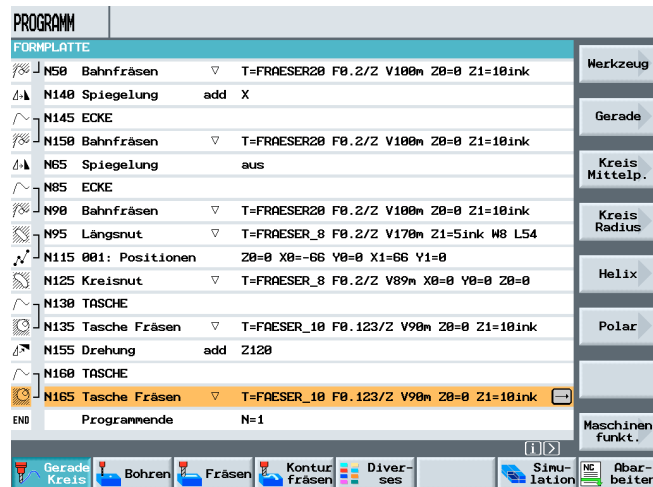 PROGRAMM
FORMPLATTE
N50 Bahnfräsen ▽ T=FRAESER20 F0.2/Z V100m Z0=0 Z1=10ink
N140 Spiegelung add X
N145 ECKE
N150 Bahnfräsen ▽ T=FRAESER20 F0.2/Z V100m Z0=0 Z1=10ink
N65 Spiegelung aus
N85 ECKE
N90 Bahnfräsen ▽ T=FRAESER20 F0.2/Z V100m Z0=0 Z1=10ink
N95 Längsnut ▽ T=FRAESER_8 F0.2/Z V170m Z1=5ink W8 L54
N115 001: Positionen Z0=0 X0=-66 Y0=0 X1=66 Y1=0
N125 Kreisnut ▽ T=FRAESER_8 F0.2/Z V89m X0=0 Y0=0 Z0=0
N130 TASCHE
N135 Tasche Fräsen ▽ T=FAESER_10 F0.123/Z V90m Z0=0 Z1=10ink
N155 Drehung add Z120
N160 TASCHE
N165 Tasche Fräsen ▽ T=FAESER_10 F0.123/Z V90m Z0=0 Z1=10ink
END Programmende N=1
Werkzeug
Gerade
Kreis
Mittelp.
Kreis
Radius
Helix
Polar
Maschinen
funkt.
Gerade
Kreis
Bohren
Fräsen
Kontur
fräsen
Diver-
ses
Simu-
lation
NC Abar-
beiten